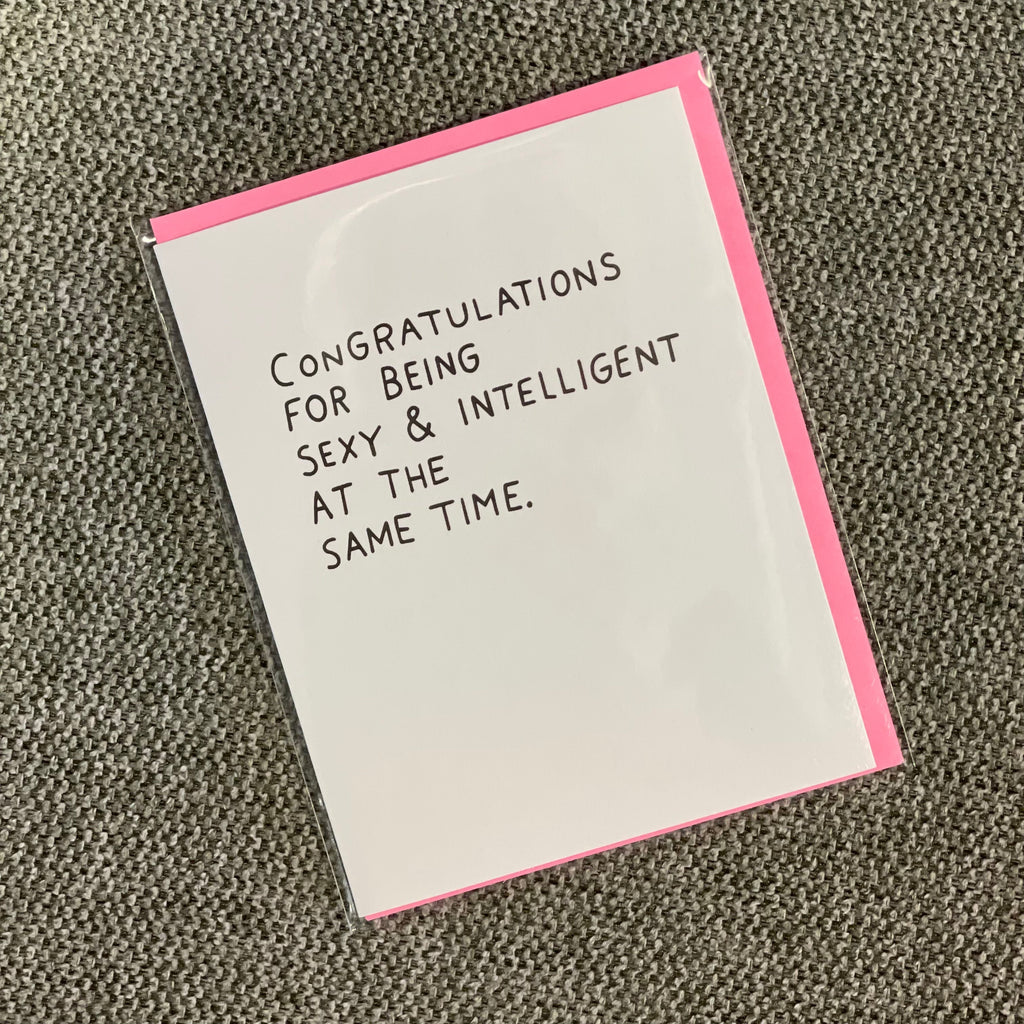 CONGRATULATIONS
FOR BEING
SEXY & INTELLIGENT
AT THE
SAME TIME.